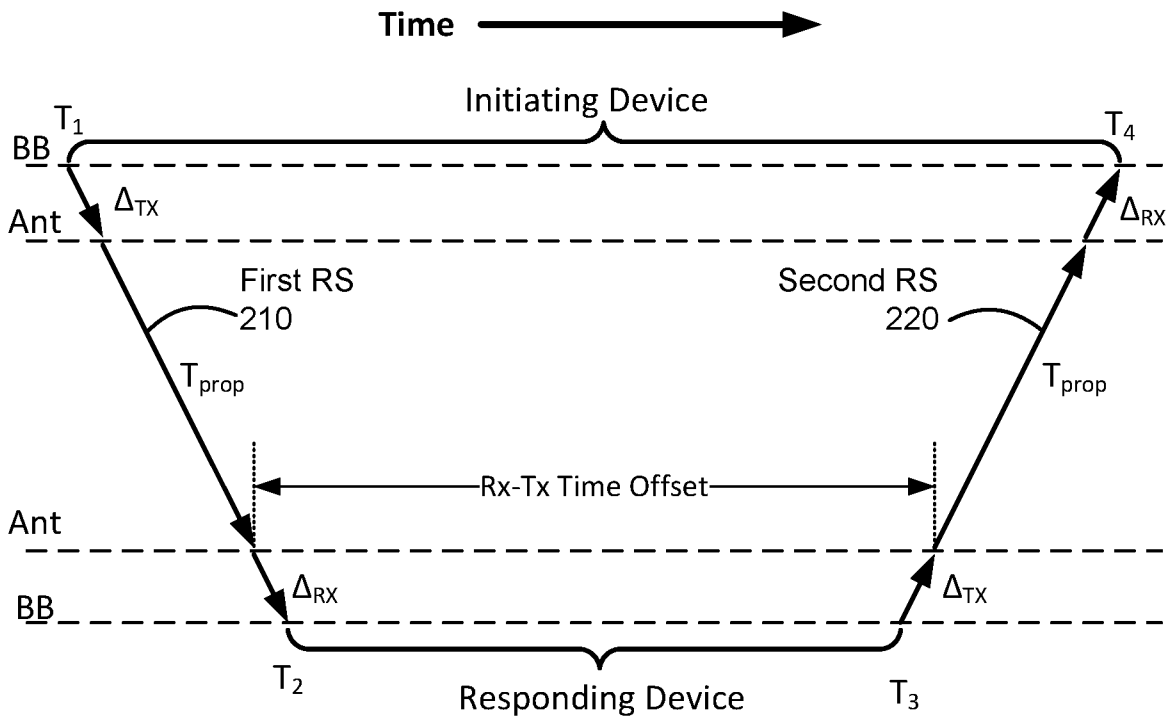 Time
Initiating Device
T1
T4
BB
ΔTX
ΔRX
Ant
First RS
210
Second RS
220
Tprop
Tprop
Rx-Tx Time Offset
Ant
ΔRX
ΔTX
BB
T2
T3
Responding Device